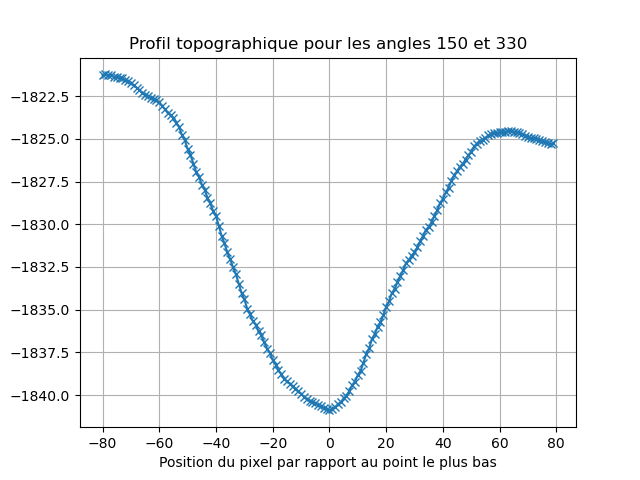 Profil topographique pour les angles 150 et 330
−1822.5
−1825.0
−1827.5
−1830.0
−1832.5
−1835.0
−1837.5
−1840.0
−80 −60 −40 −20 0 20 40 60 80
Position du pixel par rapport au point le plus bas